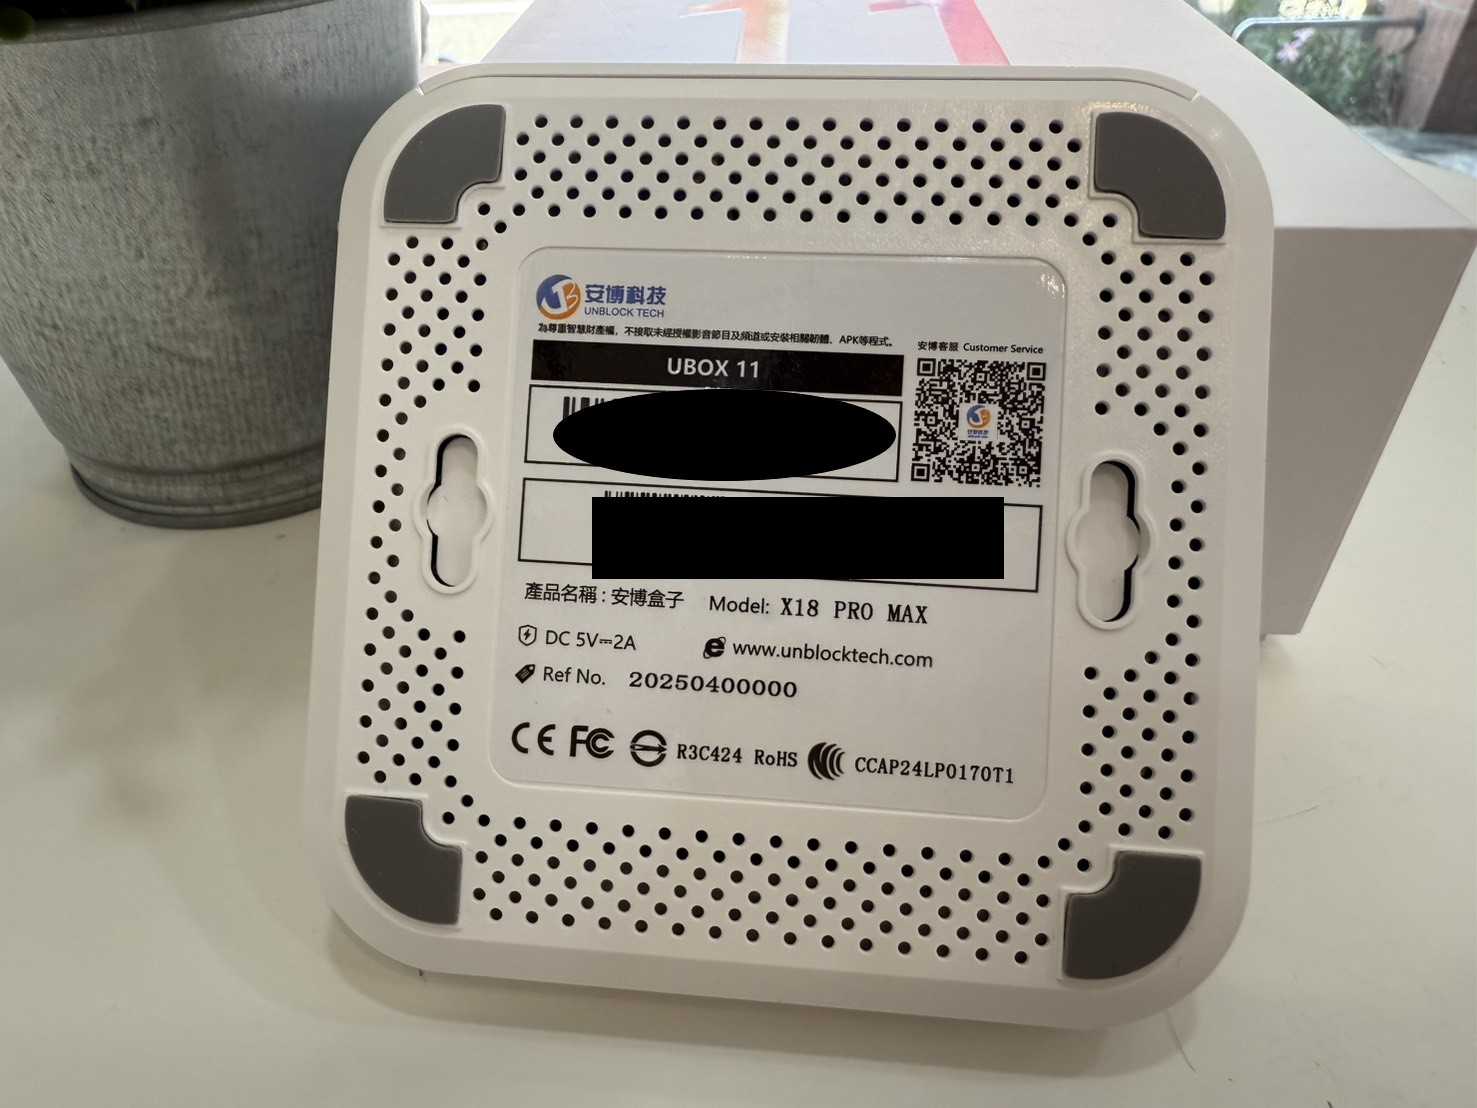 11
安博科技
UNBLOCK TECH
為尊重智慧財產權，不接取未經授權影音節目及頻道或安裝相關韌體、APK等程式。
安博客服 Customer Service
UBOX 11
產品名稱：安博盒子 Model: X18 PRO MAX
DC 5V⎓2A www.unblocktech.com
Ref No. 20250400000
CE FC R3C424 RoHS CCAP24LP0170T1